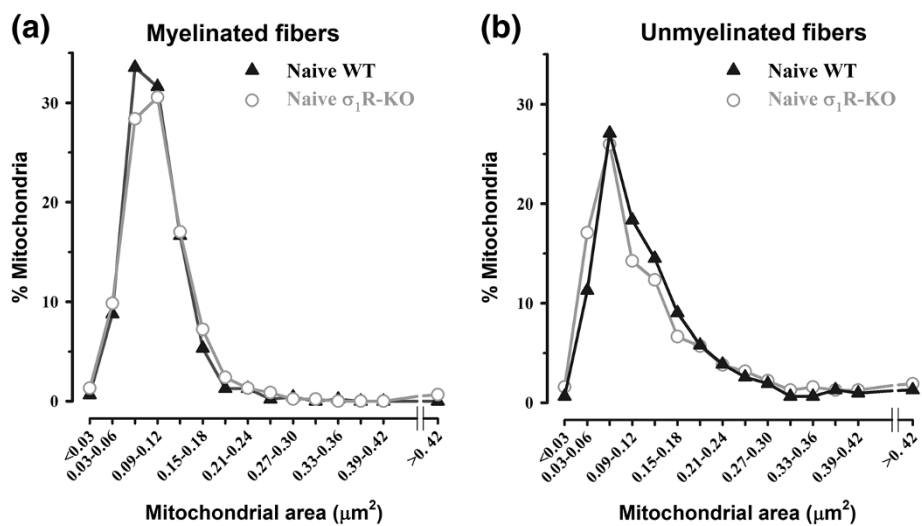 (a) Myelinated fibers
Naive WT
Naive σ₁R-KO
% Mitochondria
30
20
10
0
<0.03
0.03-0.06
0.09-0.12
0.15-0.18
0.21-0.24
0.27-0.30
0.33-0.36
0.39-0.42
>0.42
Mitochondrial area (μm²)
(b) Unmyelinated fibers
Naive WT
Naive σ₁R-KO
% Mitochondria
30
20
10
0
<0.03
0.03-0.06
0.09-0.12
0.15-0.18
0.21-0.24
0.27-0.30
0.33-0.36
0.39-0.42
>0.42
Mitochondrial area (μm²)